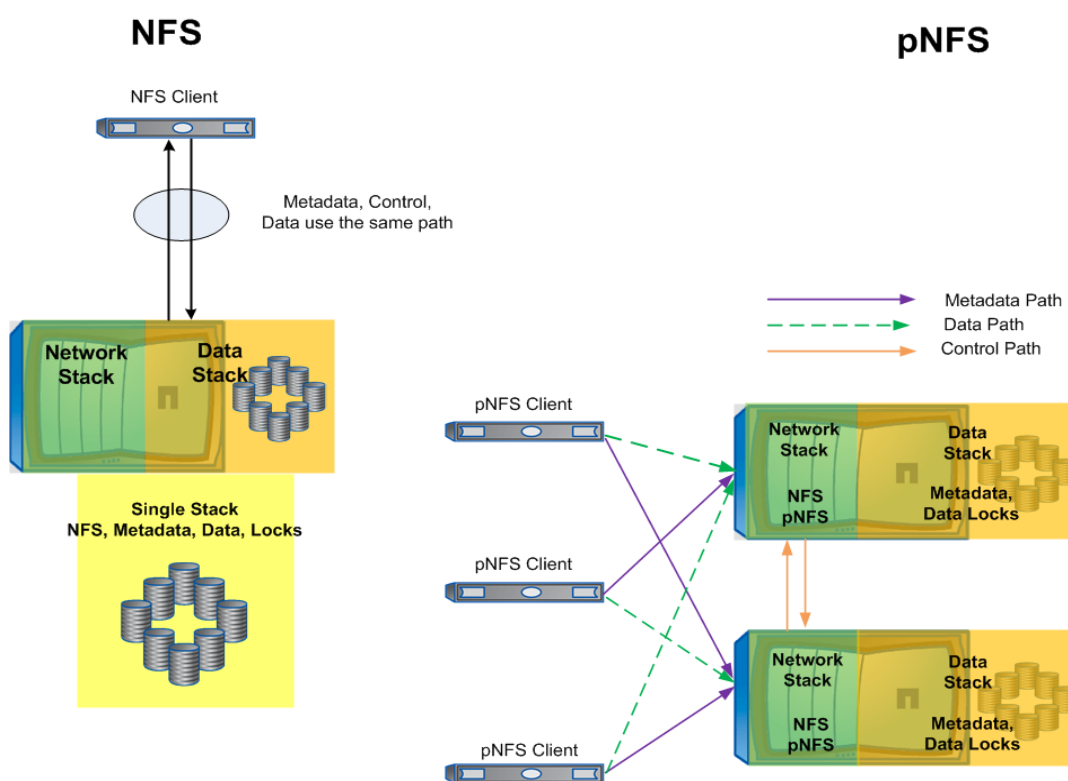 NFS
pNFS
NFS Client
Metadata, Control,
Data use the same path
Network
Stack
Data
Stack
Single Stack
NFS, Metadata, Data, Locks
Metadata Path
Data Path
Control Path
pNFS Client
pNFS Client
pNFS Client
Network
Stack
NFS
pNFS
Data
Stack
Metadata,
Data Locks
Network
Stack
NFS
pNFS
Data
Stack
Metadata,
Data Locks